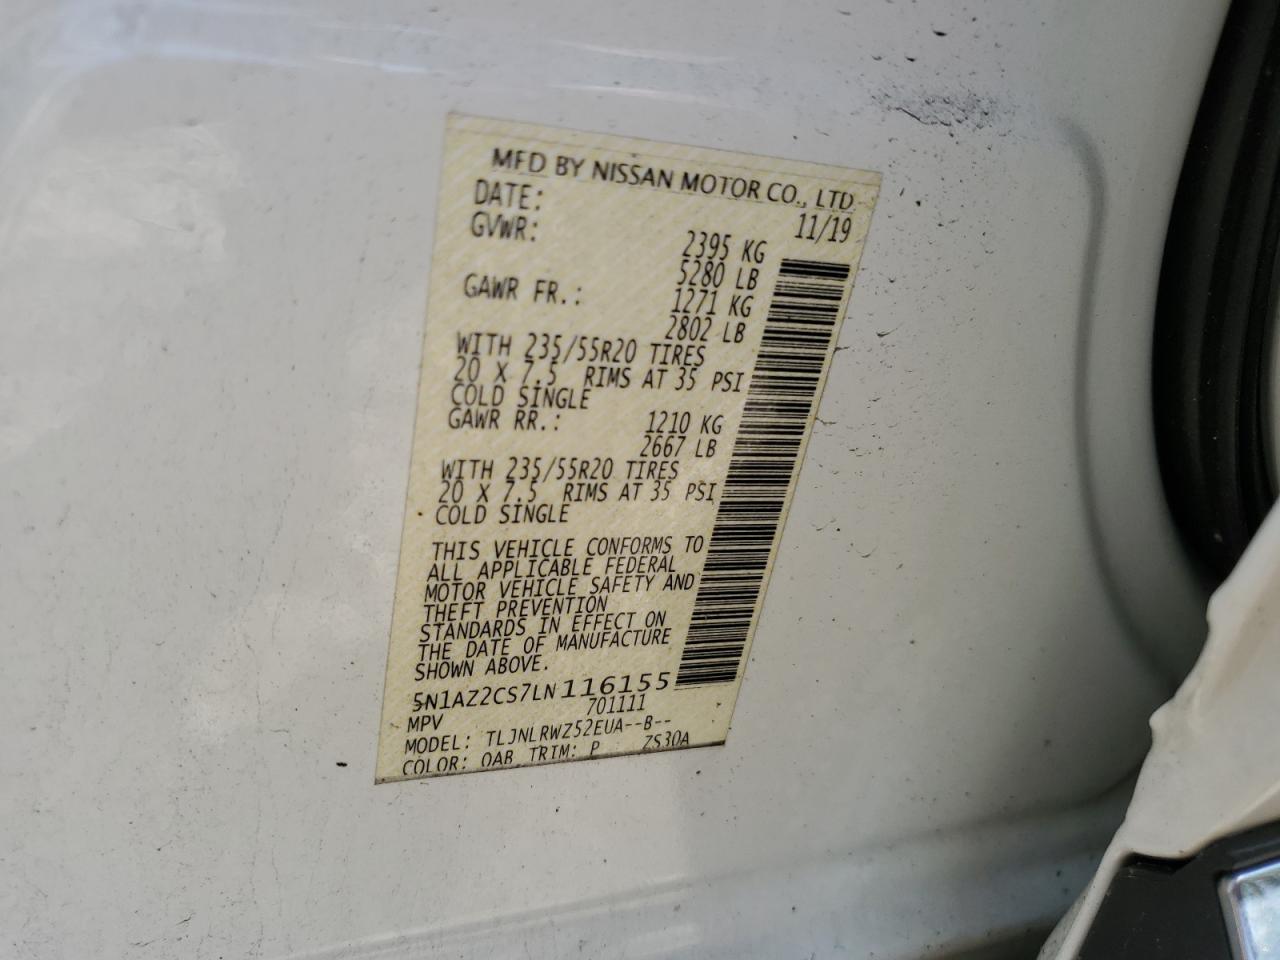 MFD BY NISSAN MOTOR CO., LTD
DATE: 11/19
GVWR: 2395 KG
5280 LB
GAWR FR.: 1271 KG
2802 LB
WITH 235/55R20 TIRES
20 X 7.5 RIMS AT 35 PSI
COLD SINGLE
GAWR RR.: 1210 KG
2667 LB
WITH 235/55R20 TIRES
20 X 7.5 RIMS AT 35 PSI
COLD SINGLE
THIS VEHICLE CONFORMS TO
ALL APPLICABLE FEDERAL
MOTOR VEHICLE SAFETY AND
THEFT PREVENTION
STANDARDS IN EFFECT ON
THE DATE OF MANUFACTURE
SHOWN ABOVE.
5N1AZ2CS7LN116155
MPV 701111
MODEL: TLJNLRWZ52EUA--B--
COLOR: QAB TRIM: P ZS30A